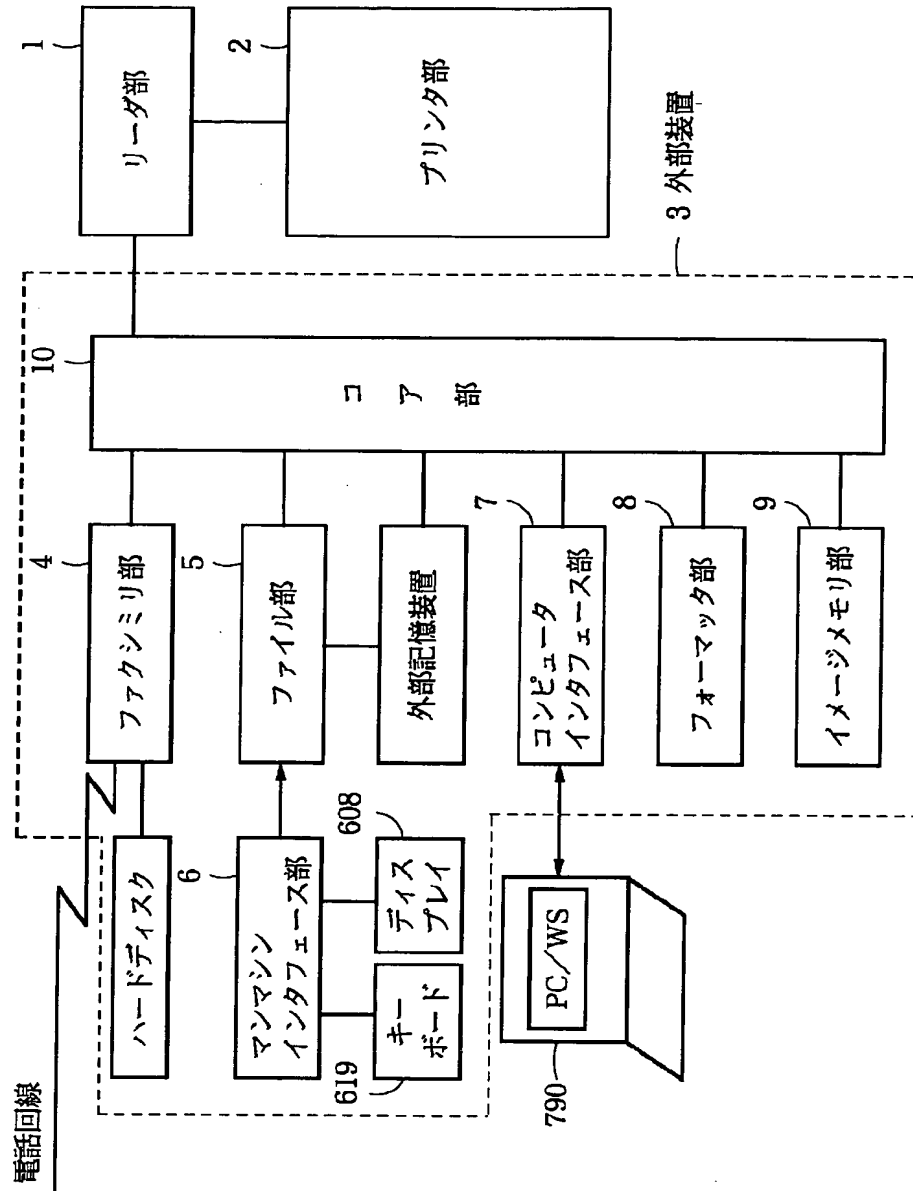 電話回線
ハードディスク
ファクシミリ部
4
10
リーダ部
1
マンマシン
インタフェース部
6
ファイル部
5
コア部
プリンタ部
2
キー
ボード
619
ディス
プレイ
608
外部記憶装置
3 外部装置
PC/WS
790
コンピュータ
インタフェース部
7
フォーマッタ部
8
イメージメモリ部
9